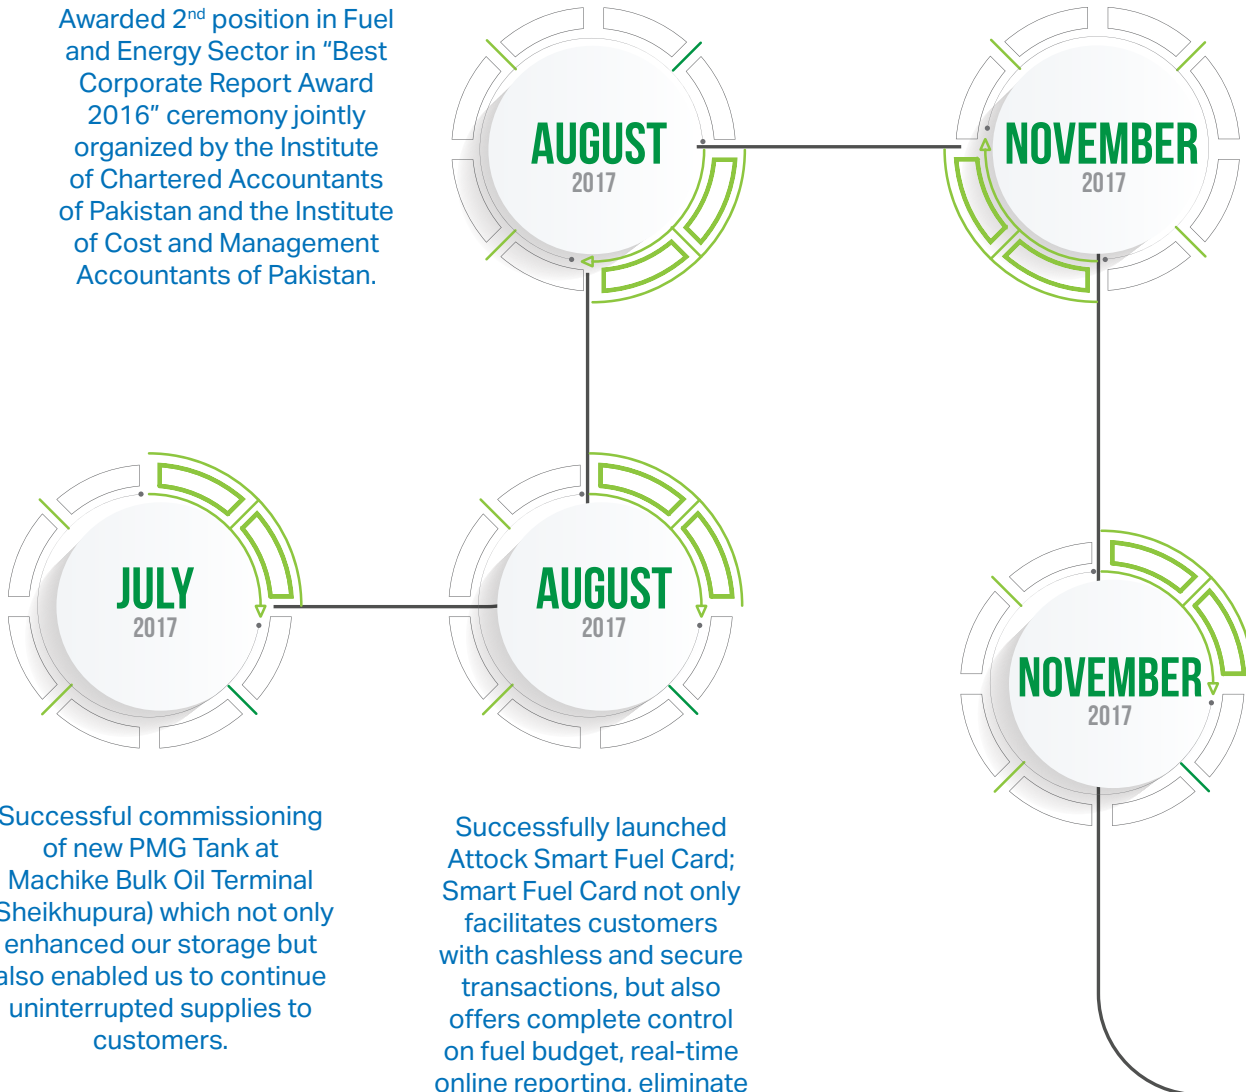 Awarded 2nd position in Fuel
and Energy Sector in “Best
Corporate Report Award
2016” ceremony jointly
organized by the Institute
of Chartered Accountants
of Pakistan and the Institute
of Cost and Management
Accountants of Pakistan.
AUGUST
2017
NOVEMBER
2017
JULY
2017
AUGUST
2017
NOVEMBER
2017
Successful commissioning
of new PMG Tank at
Machike Bulk Oil Terminal
(Sheikhupura) which not only
enhanced our storage but
also enabled us to continue
uninterrupted supplies to
customers.
Successfully launched
Attock Smart Fuel Card;
Smart Fuel Card not only
facilitates customers
with cashless and secure
transactions, but also
offers complete control
on fuel budget, real-time
online reporting, eliminate